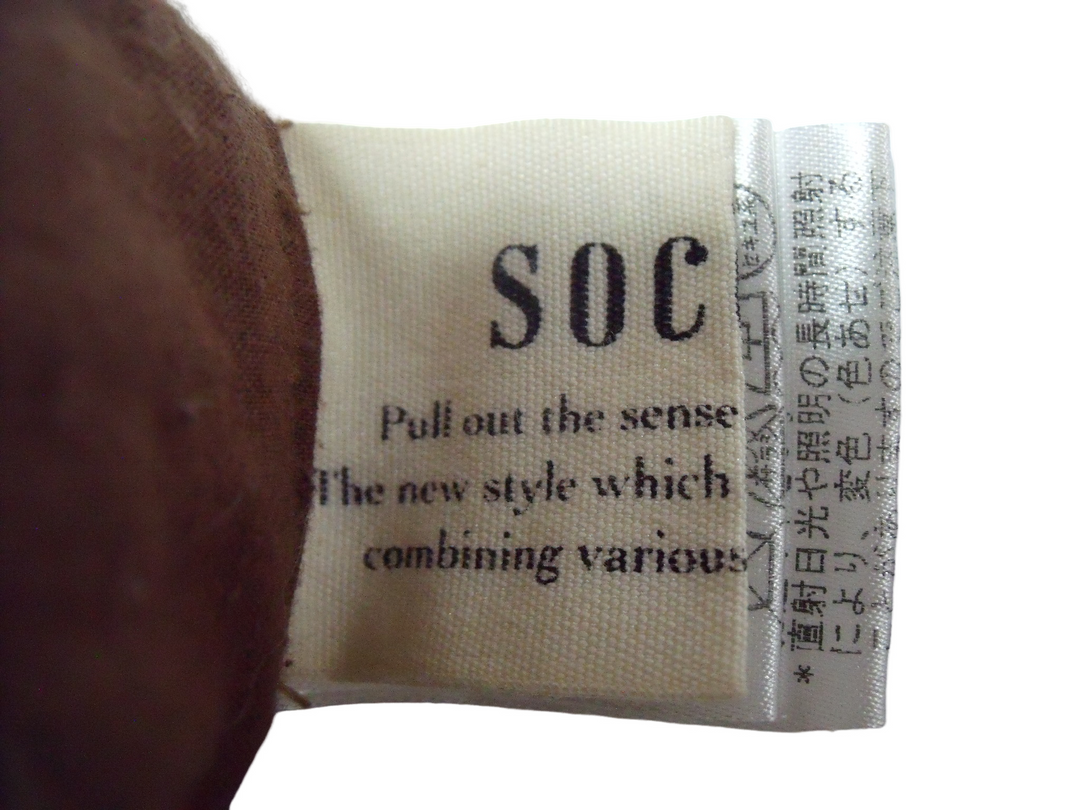 SOC
Pull out the sense
The new style which
combining various
*直射日光や照明の長時間照射
により、変色(色あせ)する